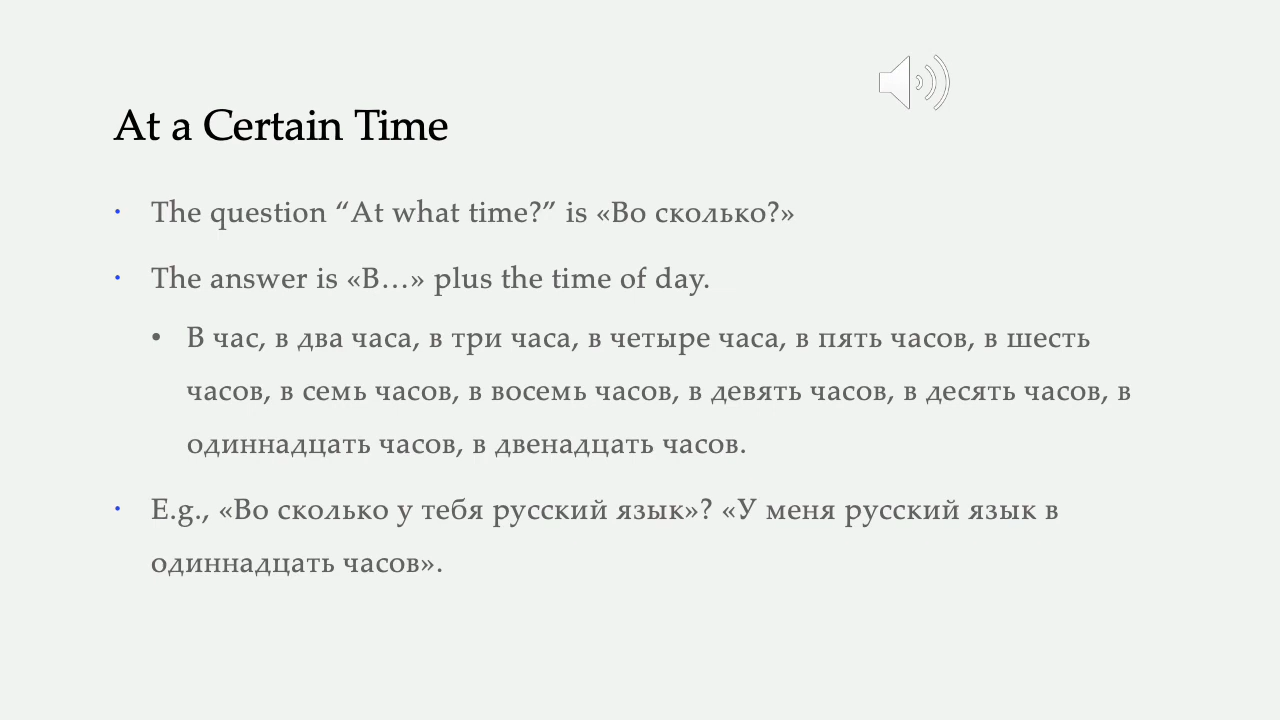 At a Certain Time
· The question “At what time?” is «Во сколько?»
· The answer is «В…» plus the time of day.
• В час, в два часа, в три часа, в четыре часа, в пять часов, в шесть
часов, в семь часов, в восемь часов, в девять часов, в десять часов, в
одиннадцать часов, в двенадцать часов.
· E.g., «Во сколько у тебя русский язык»? «У меня русский язык в
одиннадцать часов».